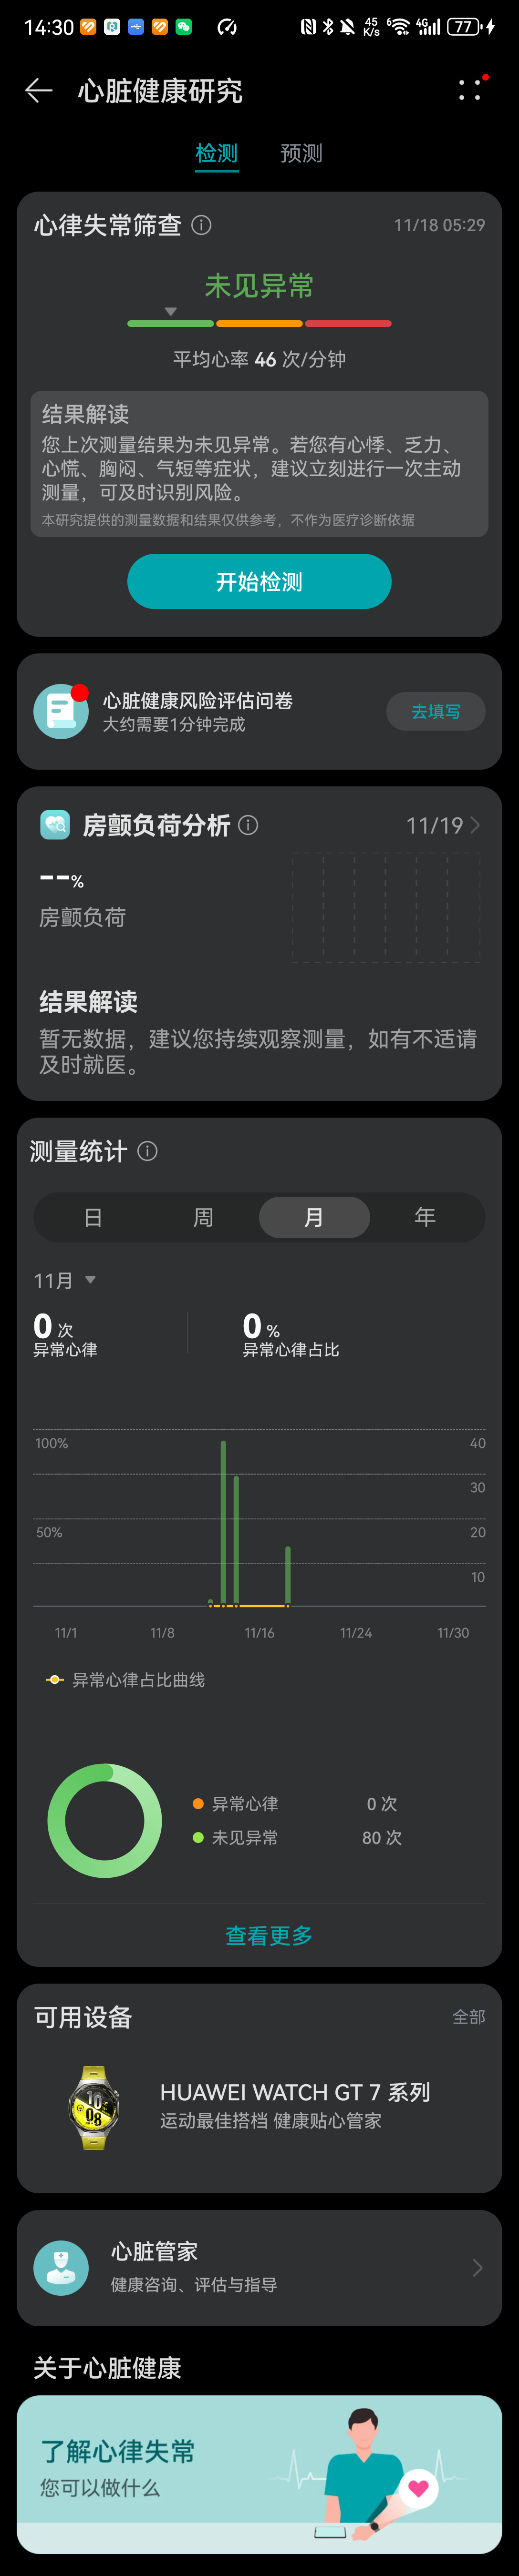 14:30
45 K/s
6
4G
77
心脏健康研究
检测 预测
心律失常筛查 11/18 05:29
未见异常
平均心率 46 次/分钟
结果解读
您上次测量结果为未见异常。若您有心悸、乏力、
心慌、胸闷、气短等症状，建议立刻进行一次主动
测量，可及时识别风险。
本研究提供的测量数据和结果仅供参考，不作为医疗诊断依据
开始检测
心脏健康风险评估问卷
大约需要1分钟完成
去填写
房颤负荷分析 11/19
--%
房颤负荷
结果解读
暂无数据，建议您持续观察测量，如有不适请
及时就医。
测量统计
日 周 月 年
11月
0 次 0 %
异常心律 异常心律占比
100% 40
30
50% 20
10
11/1 11/8 11/16 11/24 11/30
异常心律占比曲线
异常心律 0 次
未见异常 80 次
查看更多
可用设备 全部
10
08
HUAWEI WATCH GT 7 系列
运动最佳搭档 健康贴心管家
心脏管家
健康咨询、评估与指导
关于心脏健康
了解心律失常
您可以做什么